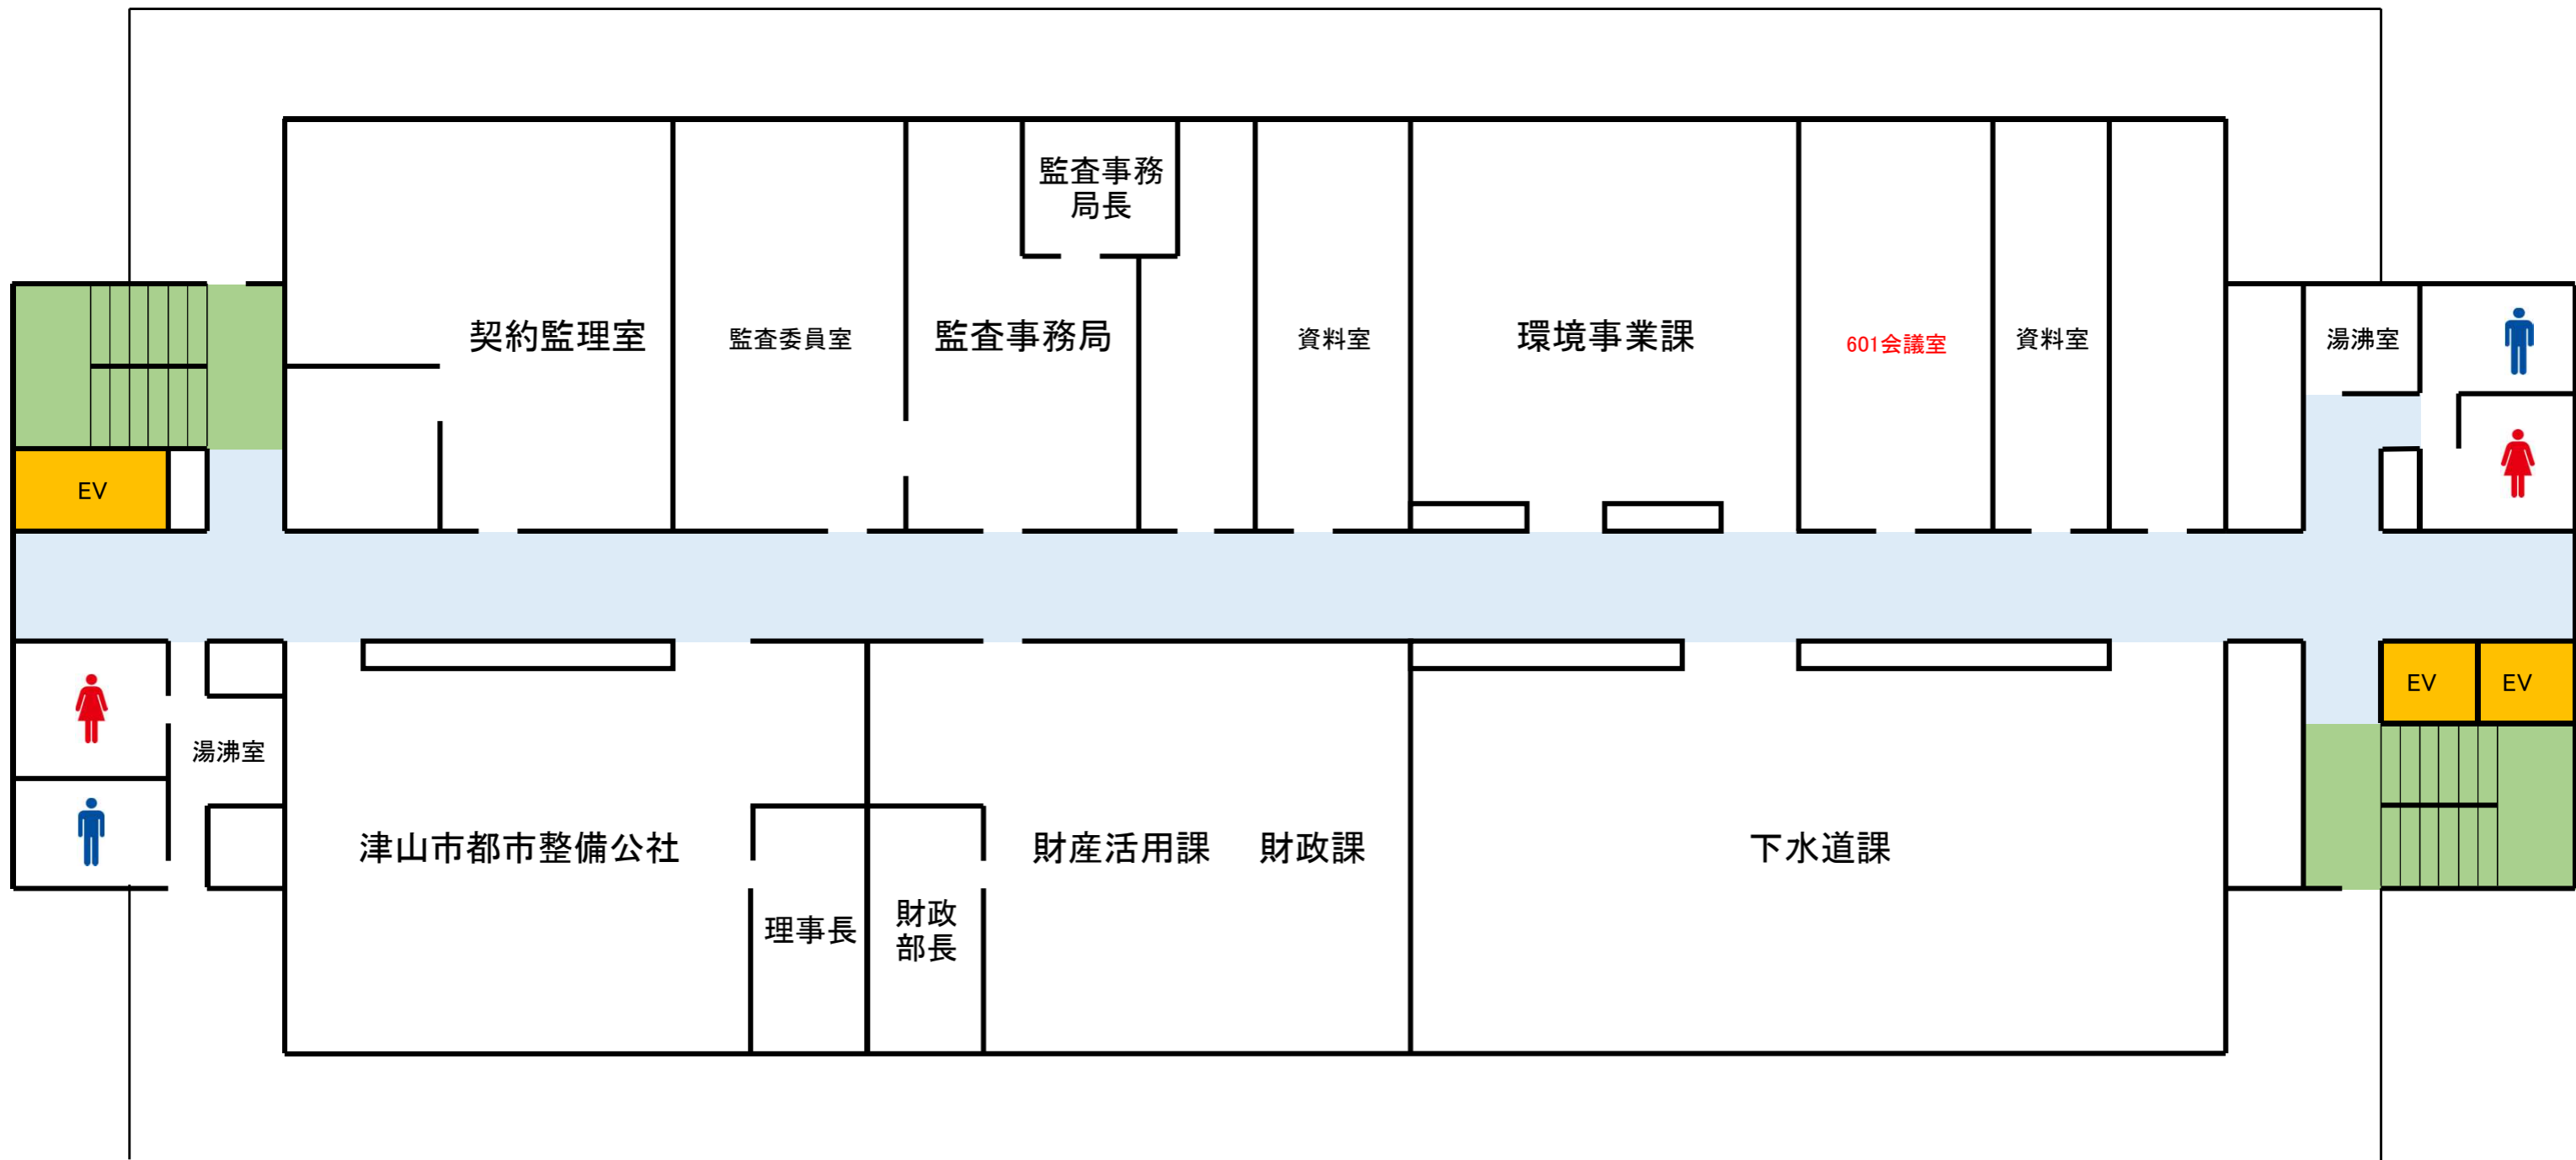 監査事務
局長
契約監理室
監査委員室
監査事務局
資料室
環境事業課
601会議室
資料室
湯沸室
EV
EV
EV
湯沸室
津山市都市整備公社
財産活用課
財政課
下水道課
理事長
財政
部長